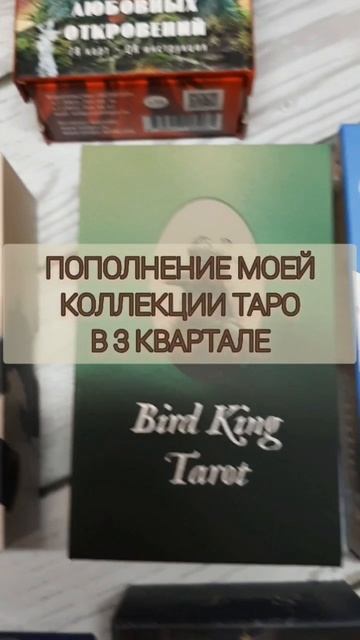 ЛЮБОВНЫХ
ОТКРОВЕНИЙ
ПОПОЛНЕНИЕ МОЕЙ
КОЛЛЕКЦИИ ТАРО
В 3 КВАРТАЛЕ
Bird King
Tarot